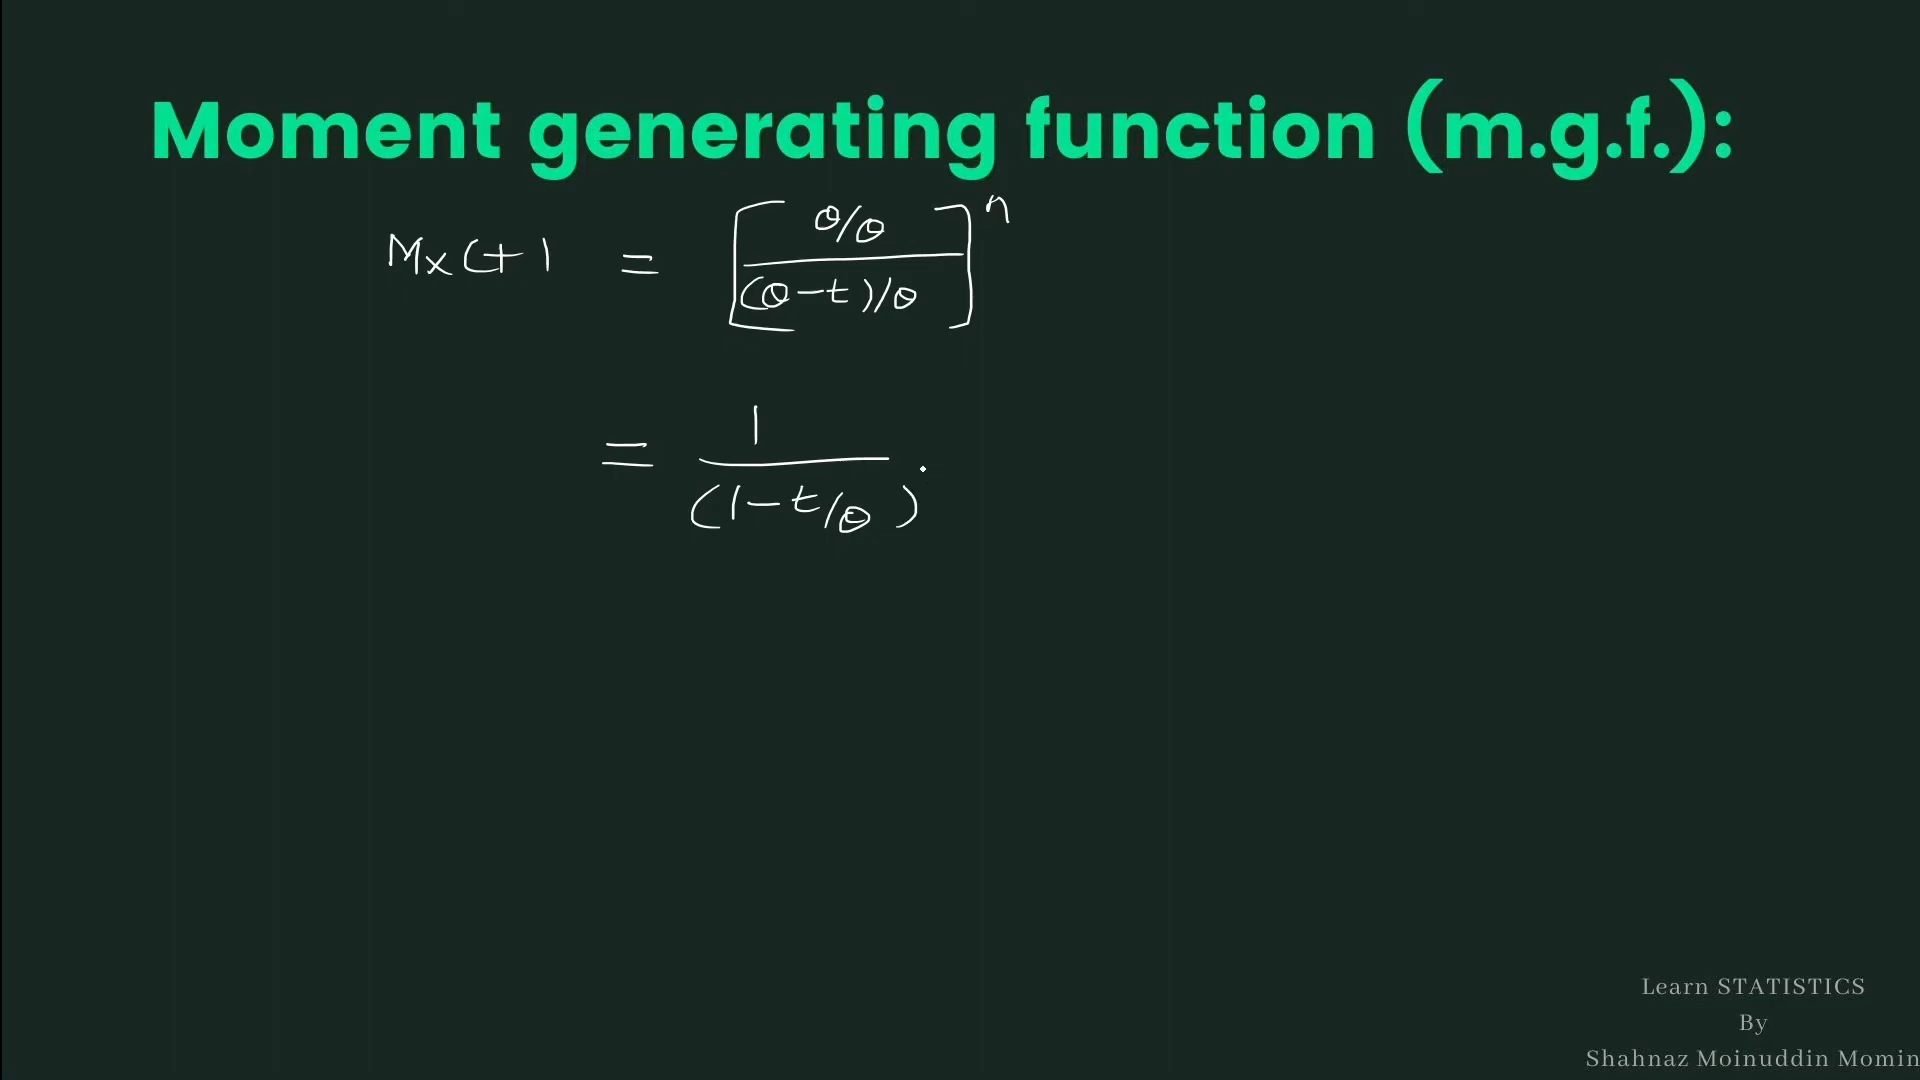 Moment generating function (m.g.f.):
Mx(t) = [ θ/θ / (θ-t)/θ ]^n
= 1 / (1-t/θ)
Learn STATISTICS
By
Shahnaz Moinuddin Momin